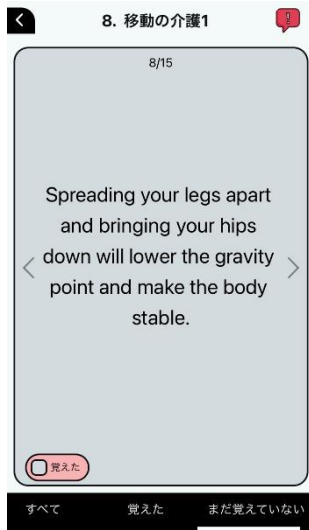 8. 移動の介護1
8/15
Spreading your legs apart
and bringing your hips
down will lower the gravity
point and make the body
stable.
覚えた
すべて 覚えた まだ覚えていない